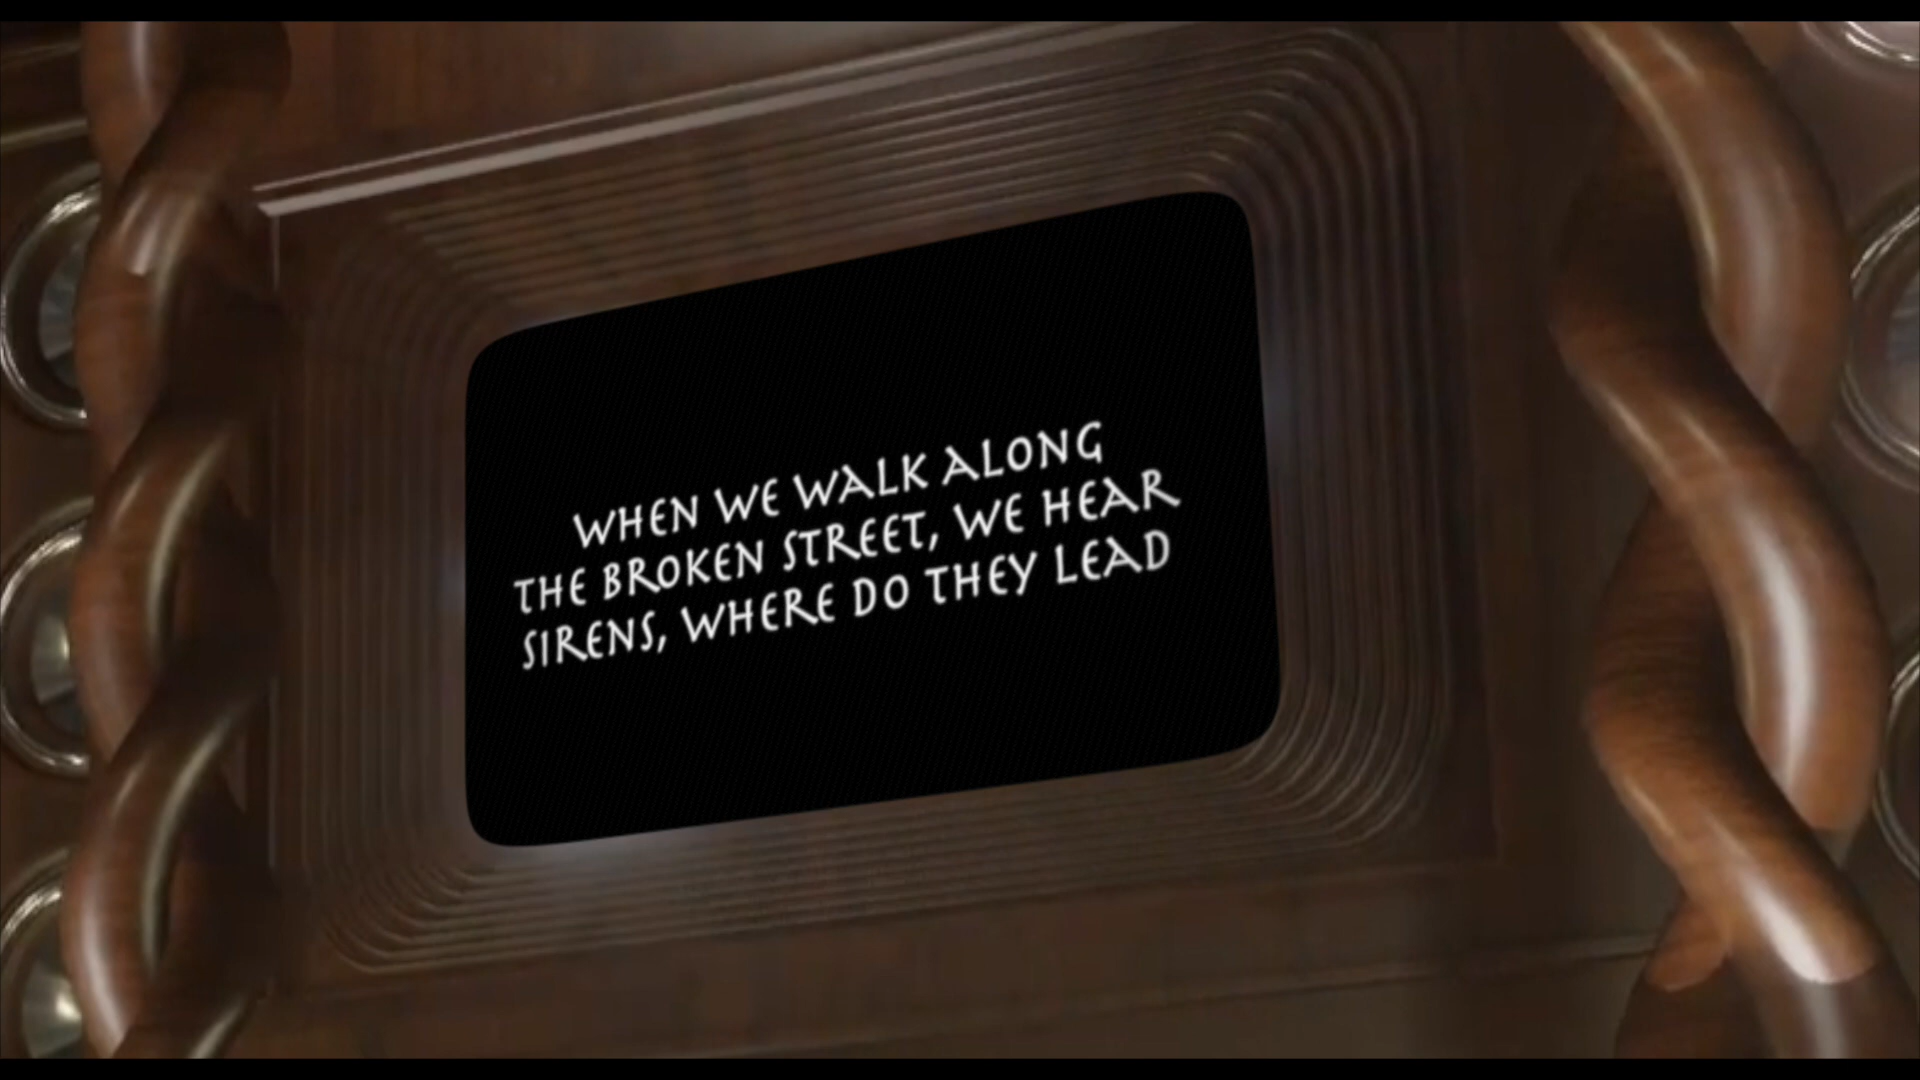 WHEN WE WALK ALONG
THE BROKEN STREET, WE HEAR
SIRENS, WHERE DO THEY LEAD